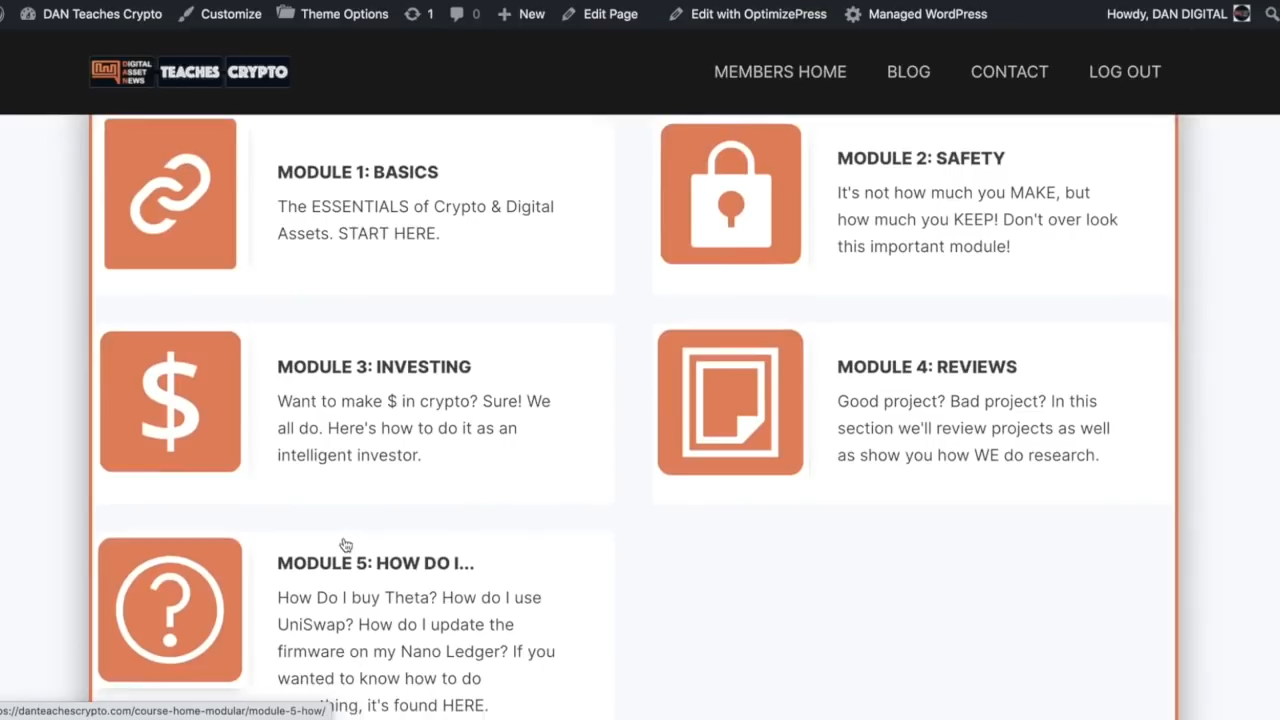 DAN Teaches Crypto Customize Theme Options 1 0 New Edit Page Edit with OptimizePress Managed WordPress Howdy, DAN DIGITAL
DIGITAL
ASSET
NEWS
TEACHES CRYPTO
MEMBERS HOME BLOG CONTACT LOG OUT
MODULE 1: BASICS
The ESSENTIALS of Crypto & Digital
Assets. START HERE.
MODULE 2: SAFETY
It's not how much you MAKE, but
how much you KEEP! Don't over look
this important module!
MODULE 3: INVESTING
Want to make $ in crypto? Sure! We
all do. Here's how to do it as an
intelligent investor.
MODULE 4: REVIEWS
Good project? Bad project? In this
section we'll review projects as well
as show you how WE do research.
MODULE 5: HOW DO I...
How Do I buy Theta? How do I use
UniSwap? How do I update the
firmware on my Nano Ledger? If you
wanted to know how to do
thing, it's found HERE.
ps://danteachescrypto.com/course-home-modular/module-5-how/